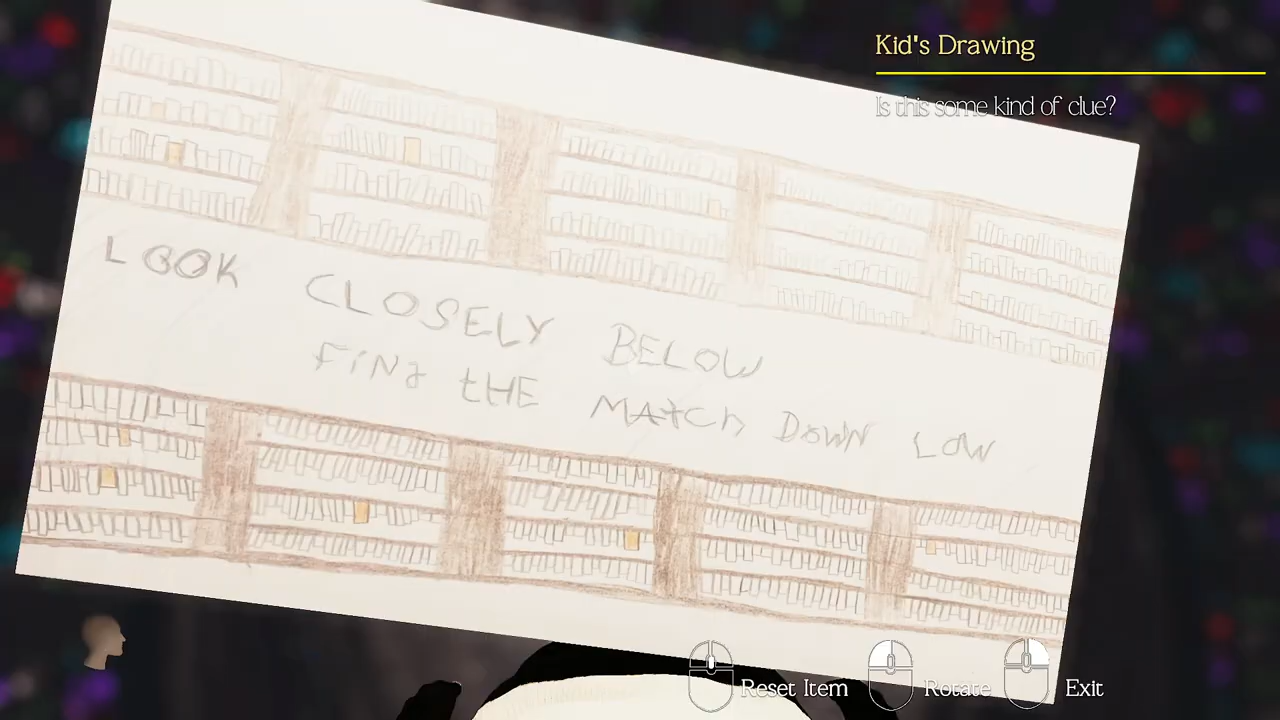 Kid's Drawing
Is this some kind of clue?
LOOK CLOSELY BELOW
FiNd tHE MAtCh DOWN LOW
Reset Item
Rotate
Exit